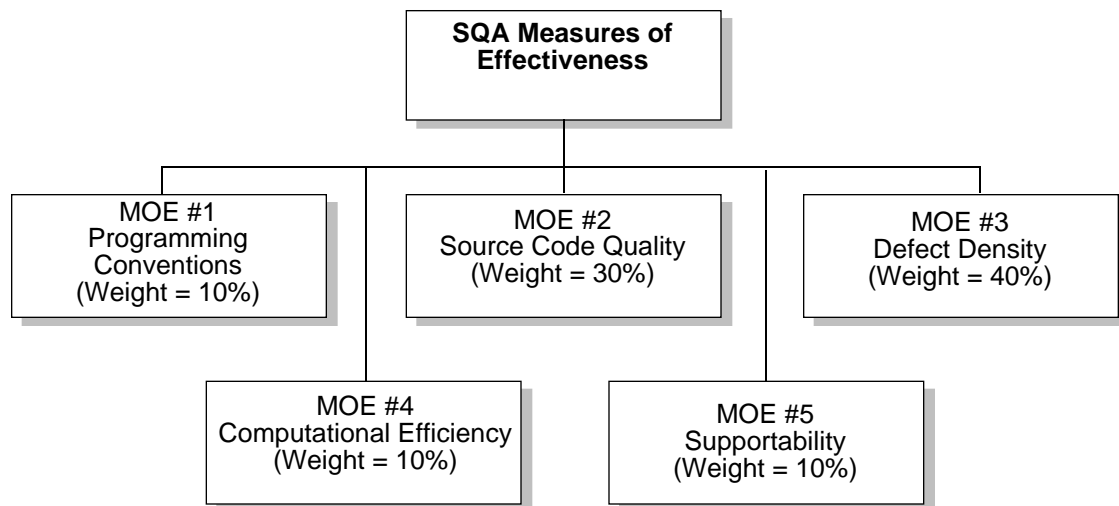 SQA Measures of
Effectiveness
MOE #1
Programming
Conventions
(Weight = 10%)
MOE #2
Source Code Quality
(Weight = 30%)
MOE #3
Defect Density
(Weight = 40%)
MOE #4
Computational Efficiency
(Weight = 10%)
MOE #5
Supportability
(Weight = 10%)